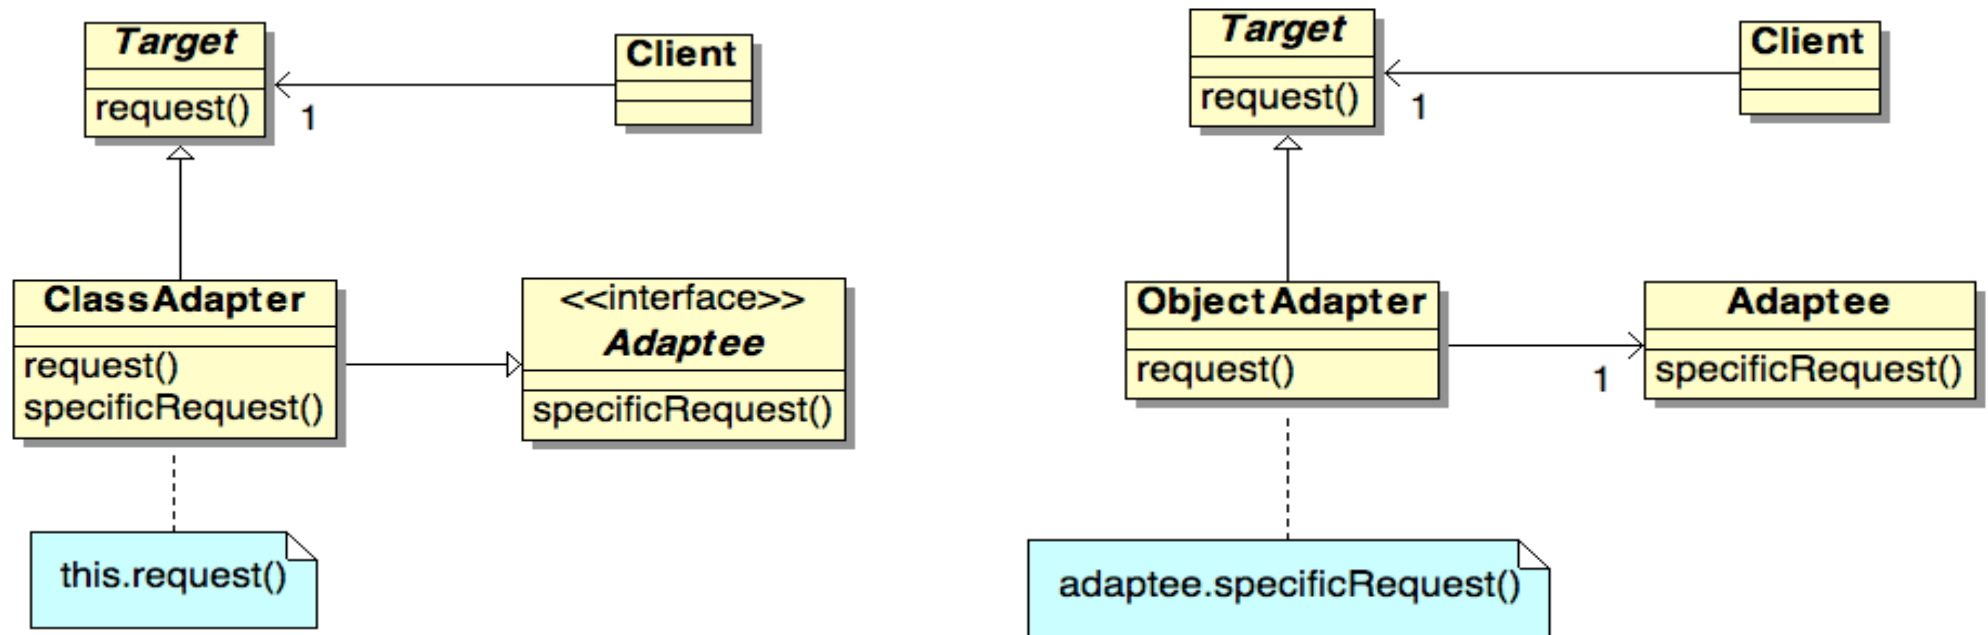 Target
request()
1
Client
ClassAdapter
request()
specificRequest()
<<interface>>
Adaptee
specificRequest()
this.request()
Target
request()
1
Client
ObjectAdapter
request()
1
Adaptee
specificRequest()
adaptee.specificRequest()